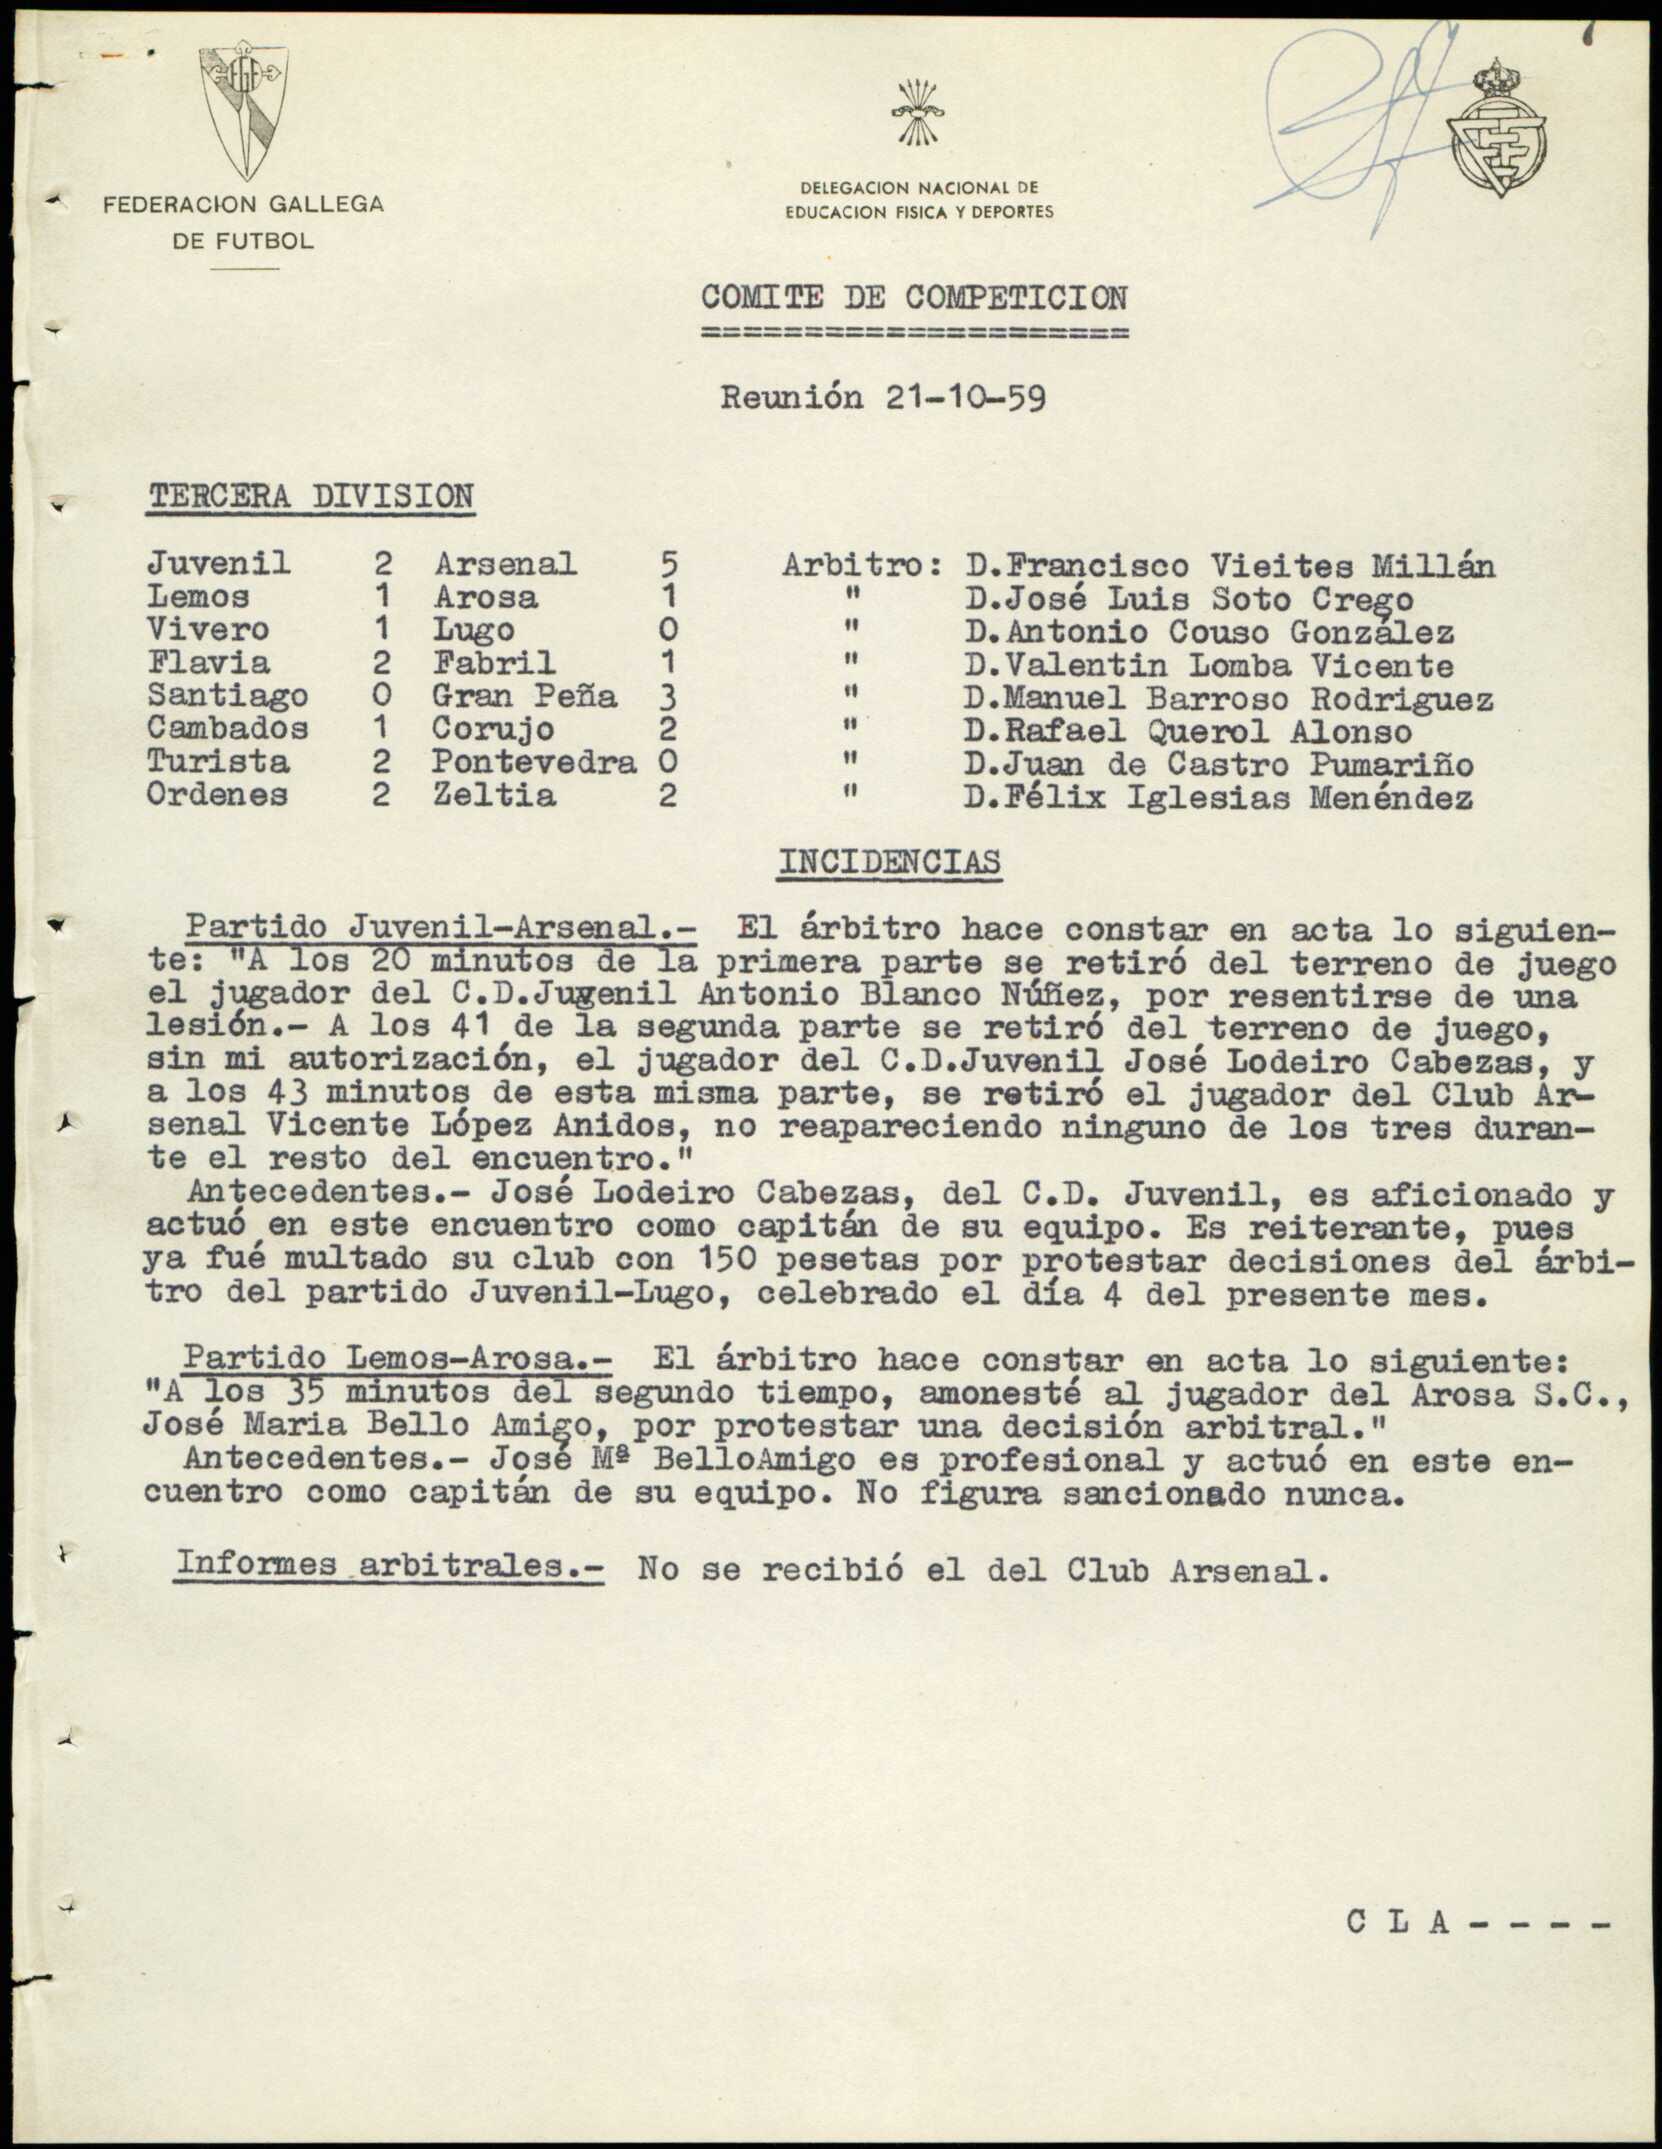 FEDERACION GALLEGA
DE FUTBOL
DELEGACION NACIONAL DE
EDUCACION FISICA Y DEPORTES
COMITE DE COMPETICION
=====================
Reunión 21-10-59
TERCERA DIVISION
Juvenil 2 Arsenal 5 Arbitro: D.Francisco Vieites Millán
Lemos 1 Arosa 1 " D.José Luis Soto Crego
Vivero 1 Lugo 0 " D.Antonio Couso González
Flavia 2 Fabril 1 " D.Valentin Lomba Vicente
Santiago 0 Gran Peña 3 " D.Manuel Barroso Rodriguez
Cambados 1 Corujo 2 " D.Rafael Querol Alonso
Turista 2 Pontevedra 0 " D.Juan de Castro Pumariño
Ordenes 2 Zeltia 2 " D.Félix Iglesias Menéndez
INCIDENCIAS
Partido Juvenil-Arsenal.- El árbitro hace constar en acta lo siguien-
te: "A los 20 minutos de la primera parte se retiró del terreno de juego
el jugador del C.D.Juvenil Antonio Blanco Núñez, por resentirse de una
lesión.- A los 41 de la segunda parte se retiró del terreno de juego,
sin mi autorización, el jugador del C.D.Juvenil José Lodeiro Cabezas, y
a los 43 minutos de esta misma parte, se retiró el jugador del Club Ar-
senal Vicente López Anidos, no reapareciendo ninguno de los tres duran-
te el resto del encuentro."
Antecedentes.- José Lodeiro Cabezas, del C.D. Juvenil, es aficionado y
actuó en este encuentro como capitán de su equipo. Es reiterante, pues
ya fué multado su club con 150 pesetas por protestar decisiones del árbi-
tro del partido Juvenil-Lugo, celebrado el día 4 del presente mes.
Partido Lemos-Arosa.- El árbitro hace constar en acta lo siguiente:
"A los 35 minutos del segundo tiempo, amonesté al jugador del Arosa S.C.,
José Maria Bello Amigo, por protestar una decisión arbitral."
Antecedentes.- José Mª BelloAmigo es profesional y actuó en este en-
cuentro como capitán de su equipo. No figura sancionado nunca.
Informes arbitrales.- No se recibió el del Club Arsenal.
C L A - - - -